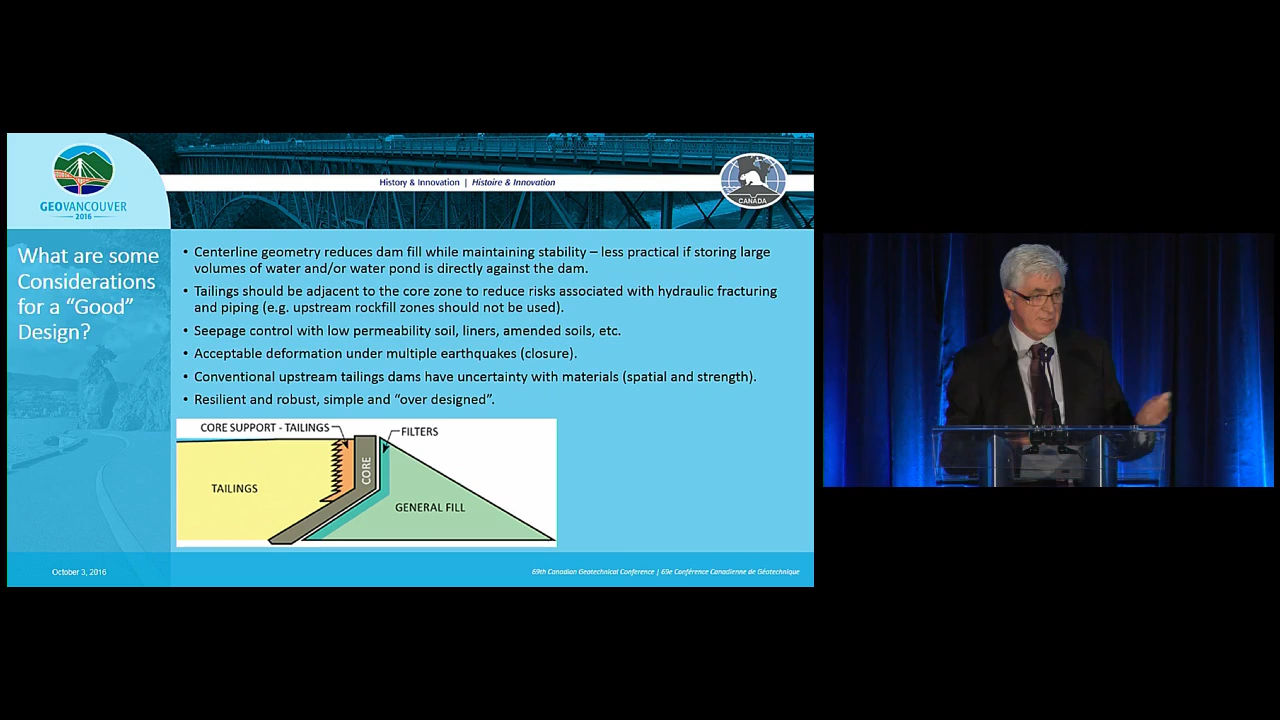 GEOVANCOUVER
2016
History & Innovation | Histoire & Innovation
CANADA
What are some
Considerations
for a “Good”
Design?
• Centerline geometry reduces dam fill while maintaining stability – less practical if storing large
volumes of water and/or water pond is directly against the dam.
• Tailings should be adjacent to the core zone to reduce risks associated with hydraulic fracturing
and piping (e.g. upstream rockfill zones should not be used).
• Seepage control with low permeability soil, liners, amended soils, etc.
• Acceptable deformation under multiple earthquakes (closure).
• Conventional upstream tailings dams have uncertainty with materials (spatial and strength).
• Resilient and robust, simple and “over designed”.
CORE SUPPORT - TAILINGS
FILTERS
TAILINGS
CORE
GENERAL FILL
October 3, 2016
69th Canadian Geotechnical Conference | 69e Conférence Canadienne de Géotechnique